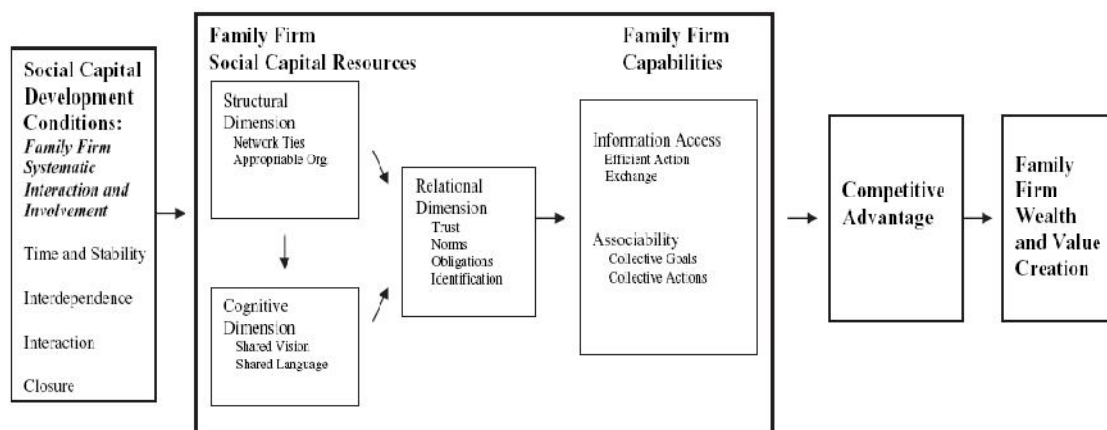 Social Capital
Development
Conditions:
Family Firm
Systematic
Interaction and
Involvement
Time and Stability
Interdependence
Interaction
Closure
Family Firm
Social Capital Resources
Structural
Dimension
Network Ties
Appropriable Org.
Cognitive
Dimension
Shared Vision
Shared Language
Relational
Dimension
Trust
Norms
Obligations
Identification
Family Firm
Capabilities
Information Access
Efficient Action
Exchange
Associability
Collective Goals
Collective Actions
Competitive
Advantage
Family
Firm
Wealth
and Value
Creation